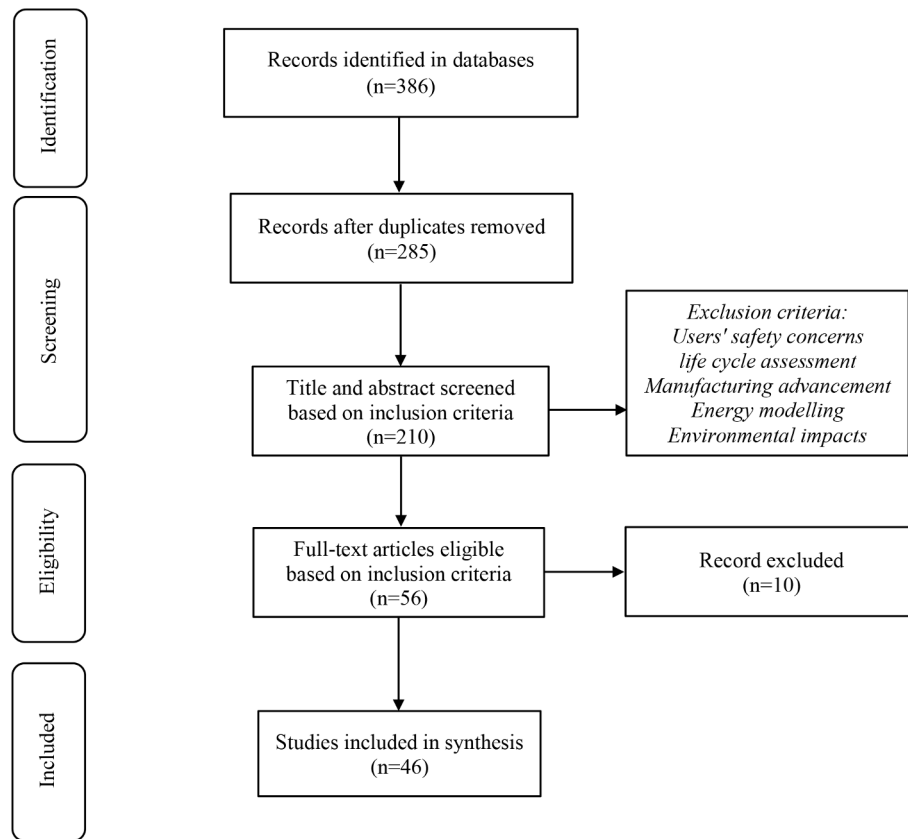 Identification
Records identified in databases
(n=386)
Screening
Records after duplicates removed
(n=285)
Title and abstract screened
based on inclusion criteria
(n=210)
Exclusion criteria:
Users' safety concerns
life cycle assessment
Manufacturing advancement
Energy modelling
Environmental impacts
Eligibility
Full-text articles eligible
based on inclusion criteria
(n=56)
Record excluded
(n=10)
Included
Studies included in synthesis
(n=46)